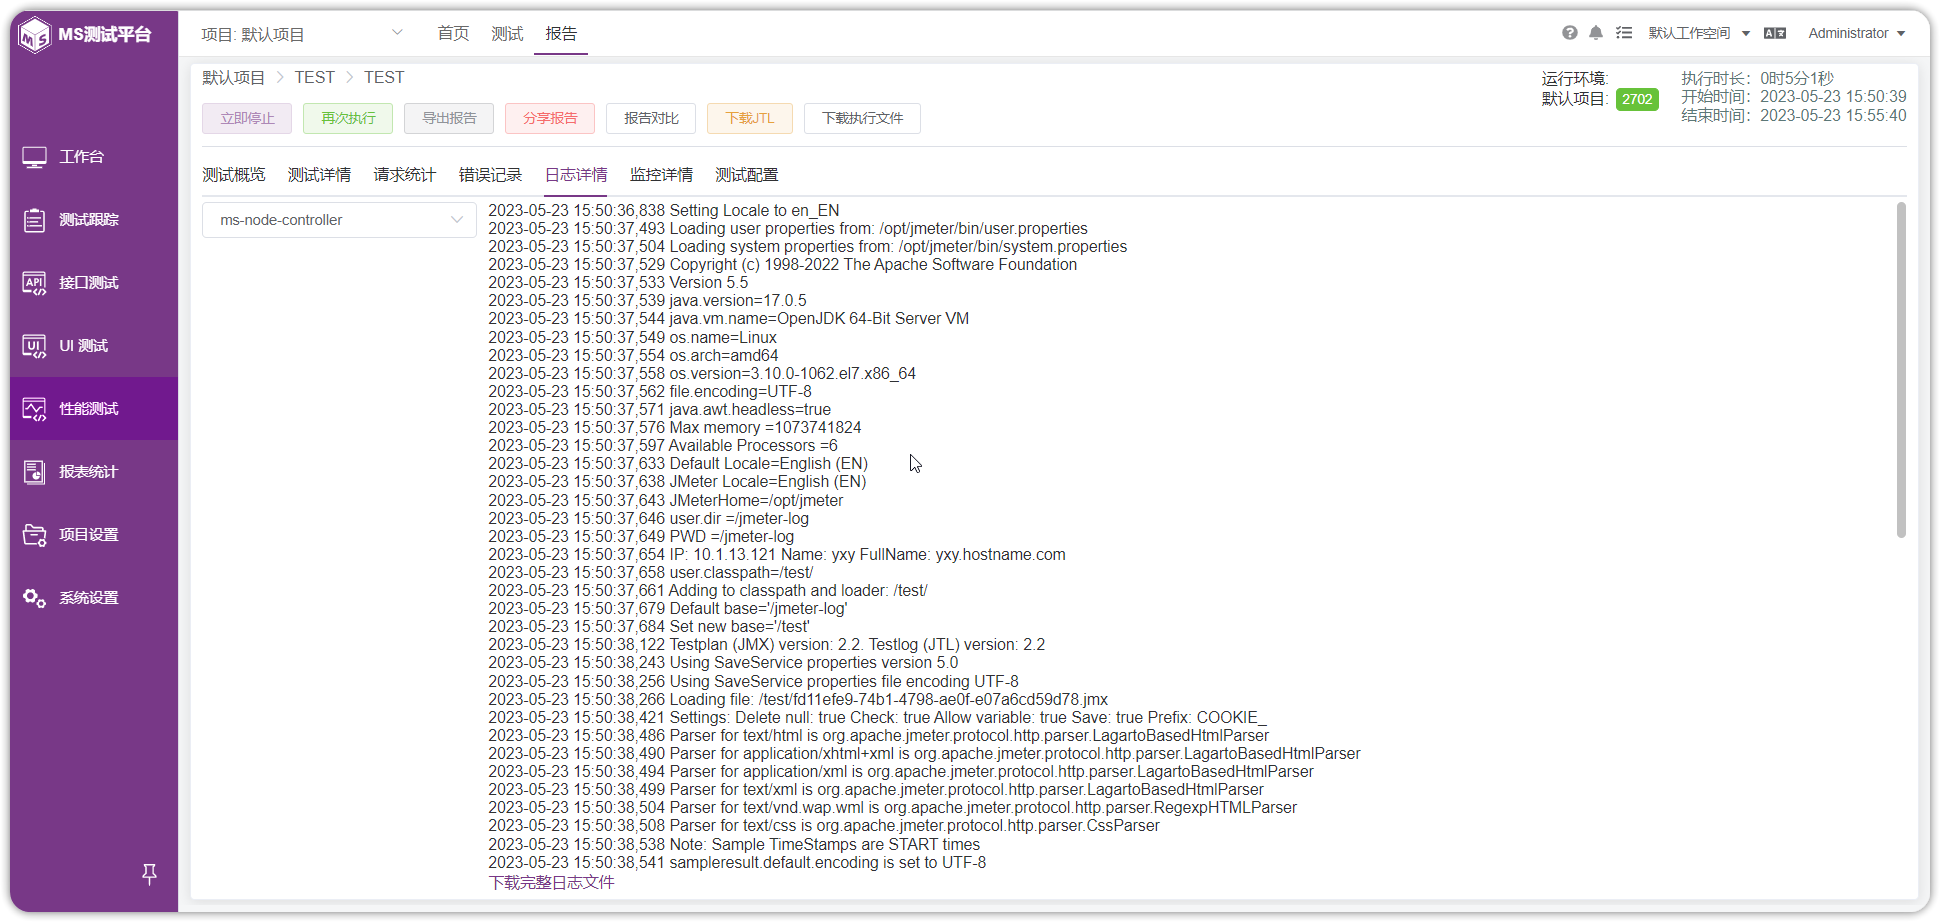 MS测试平台
项目: 默认项目
首页
测试
报告
默认工作空间
Administrator
工作台
测试跟踪
接口测试
UI 测试
性能测试
报表统计
项目设置
系统设置
默认项目 > TEST > TEST
运行环境:
默认项目: 2702
执行时长: 0时5分1秒
开始时间: 2023-05-23 15:50:39
结束时间: 2023-05-23 15:55:40
立即停止
再次执行
导出报告
分享报告
报告对比
下载JTL
下载执行文件
测试概览
测试详情
请求统计
错误记录
日志详情
监控详情
测试配置
ms-node-controller
2023-05-23 15:50:36,838 Setting Locale to en_EN
2023-05-23 15:50:37,493 Loading user properties from: /opt/jmeter/bin/user.properties
2023-05-23 15:50:37,504 Loading system properties from: /opt/jmeter/bin/system.properties
2023-05-23 15:50:37,529 Copyright (c) 1998-2022 The Apache Software Foundation
2023-05-23 15:50:37,533 Version 5.5
2023-05-23 15:50:37,539 java.version=17.0.5
2023-05-23 15:50:37,544 java.vm.name=OpenJDK 64-Bit Server VM
2023-05-23 15:50:37,549 os.name=Linux
2023-05-23 15:50:37,554 os.arch=amd64
2023-05-23 15:50:37,558 os.version=3.10.0-1062.el7.x86_64
2023-05-23 15:50:37,562 file.encoding=UTF-8
2023-05-23 15:50:37,571 java.awt.headless=true
2023-05-23 15:50:37,576 Max memory =1073741824
2023-05-23 15:50:37,597 Available Processors =6
2023-05-23 15:50:37,633 Default Locale=English (EN)
2023-05-23 15:50:37,638 JMeter Locale=English (EN)
2023-05-23 15:50:37,643 JMeterHome=/opt/jmeter
2023-05-23 15:50:37,646 user.dir =/jmeter-log
2023-05-23 15:50:37,649 PWD =/jmeter-log
2023-05-23 15:50:37,654 IP: 10.1.13.121 Name: yxy FullName: yxy.hostname.com
2023-05-23 15:50:37,658 user.classpath=/test/
2023-05-23 15:50:37,661 Adding to classpath and loader: /test/
2023-05-23 15:50:37,679 Default base='/jmeter-log'
2023-05-23 15:50:37,684 Set new base='/test'
2023-05-23 15:50:38,122 Testplan (JMX) version: 2.2. Testlog (JTL) version: 2.2
2023-05-23 15:50:38,243 Using SaveService properties version 5.0
2023-05-23 15:50:38,256 Using SaveService properties file encoding UTF-8
2023-05-23 15:50:38,266 Loading file: /test/fd11efe9-74b1-4798-ae0f-e07a6cd59d78.jmx
2023-05-23 15:50:38,421 Settings: Delete null: true Check: true Allow variable: true Save: true Prefix: COOKIE_
2023-05-23 15:50:38,486 Parser for text/html is org.apache.jmeter.protocol.http.parser.LagartoBasedHtmlParser
2023-05-23 15:50:38,490 Parser for application/xhtml+xml is org.apache.jmeter.protocol.http.parser.LagartoBasedHtmlParser
2023-05-23 15:50:38,494 Parser for application/xml is org.apache.jmeter.protocol.http.parser.LagartoBasedHtmlParser
2023-05-23 15:50:38,499 Parser for text/xml is org.apache.jmeter.protocol.http.parser.LagartoBasedHtmlParser
2023-05-23 15:50:38,504 Parser for text/vnd.wap.wml is org.apache.jmeter.protocol.http.parser.RegexpHTMLParser
2023-05-23 15:50:38,508 Parser for text/css is org.apache.jmeter.protocol.http.parser.CssParser
2023-05-23 15:50:38,538 Note: Sample TimeStamps are START times
2023-05-23 15:50:38,541 sampleresult.default.encoding is set to UTF-8
下载完整日志文件